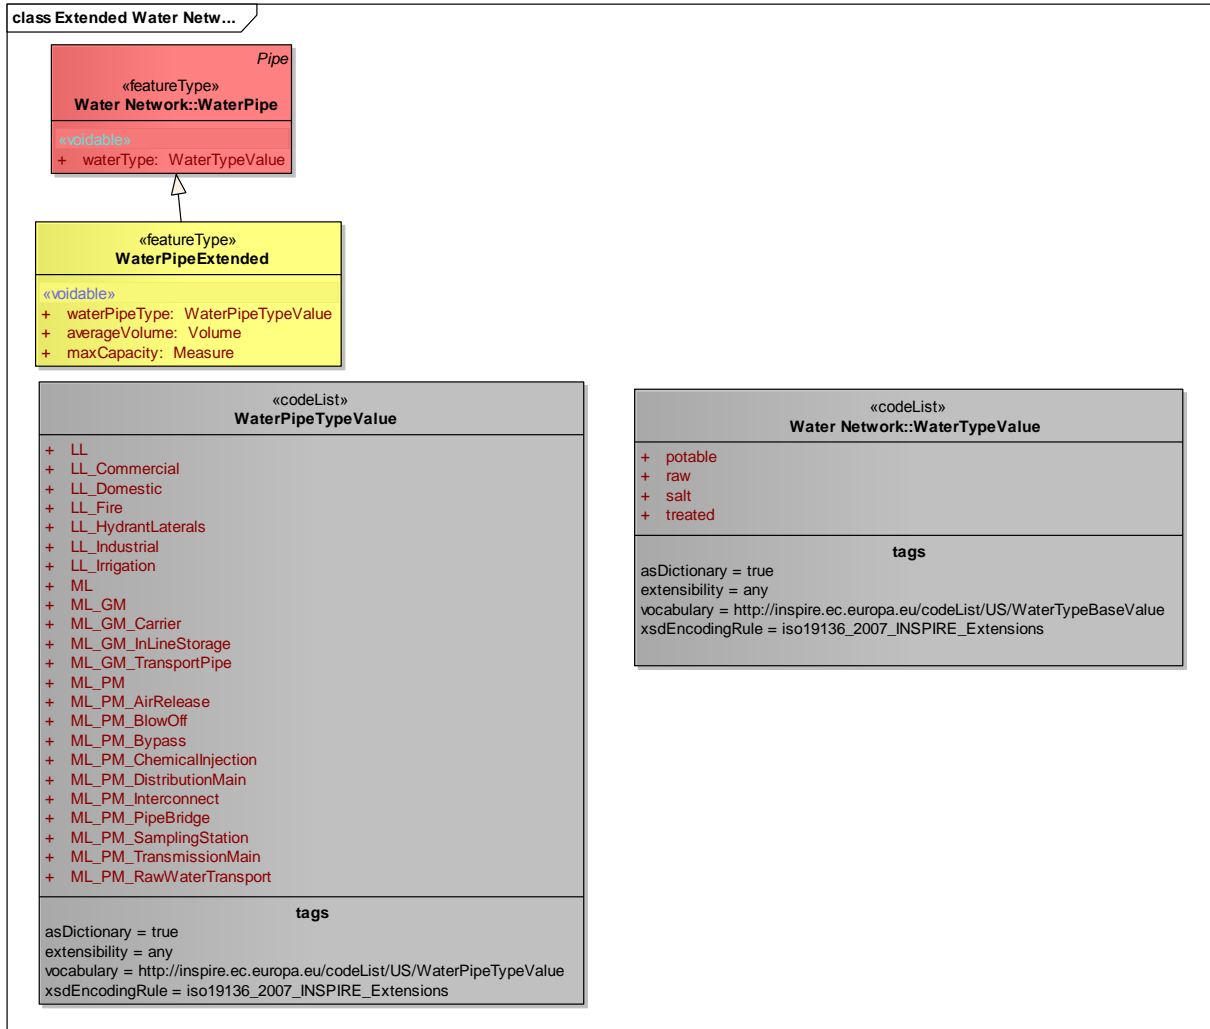 class Extended Water Netw...
Pipe
«featureType»
Water Network::WaterPipe
«voidable»
+ waterType: WaterTypeValue
«featureType»
WaterPipeExtended
«voidable»
+ waterPipeType: WaterPipeTypeValue
+ averageVolume: Volume
+ maxCapacity: Measure
«codeList»
WaterPipeTypeValue
+ LL
+ LL_Commercial
+ LL_Domestic
+ LL_Fire
+ LL_HydrantLaterals
+ LL_Industrial
+ LL_Irrigation
+ ML
+ ML_GM
+ ML_GM_Carrier
+ ML_GM_InLineStorage
+ ML_GM_TransportPipe
+ ML_PM
+ ML_PM_AirRelease
+ ML_PM_BlowOff
+ ML_PM_Bypass
+ ML_PM_ChemicalInjection
+ ML_PM_DistributionMain
+ ML_PM_Interconnect
+ ML_PM_PipeBridge
+ ML_PM_SamplingStation
+ ML_PM_TransmissionMain
+ ML_PM_RawWaterTransport
tags
asDictionary = true
extensibility = any
vocabulary = http://inspire.ec.europa.eu/codeList/US/WaterPipeTypeValue
xsdEncodingRule = iso19136_2007_INSPIRE_Extensions
«codeList»
Water Network::WaterTypeValue
+ potable
+ raw
+ salt
+ treated
tags
asDictionary = true
extensibility = any
vocabulary = http://inspire.ec.europa.eu/codeList/US/WaterTypeBaseValue
xsdEncodingRule = iso19136_2007_INSPIRE_Extensions